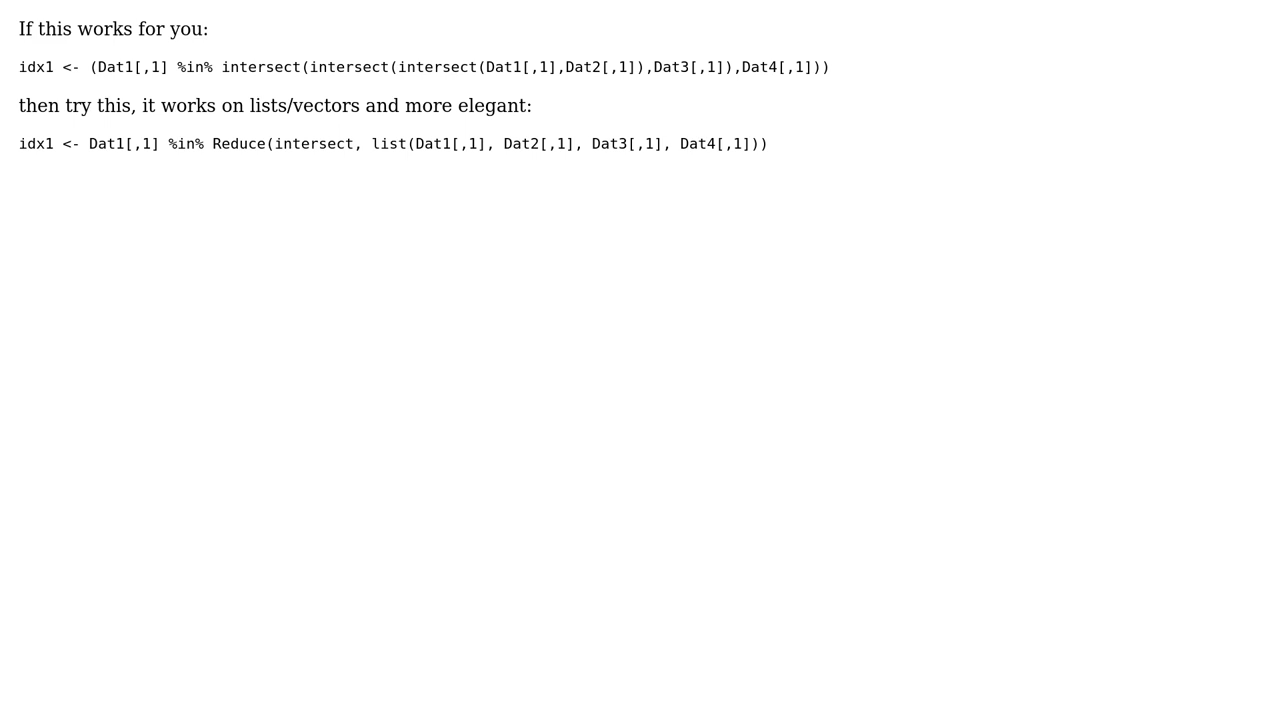 If this works for you:
idx1 <- (Dat1[,1] %in% intersect(intersect(intersect(Dat1[,1],Dat2[,1]),Dat3[,1]),Dat4[,1]))
then try this, it works on lists/vectors and more elegant:
idx1 <- Dat1[,1] %in% Reduce(intersect, list(Dat1[,1], Dat2[,1], Dat3[,1], Dat4[,1]))